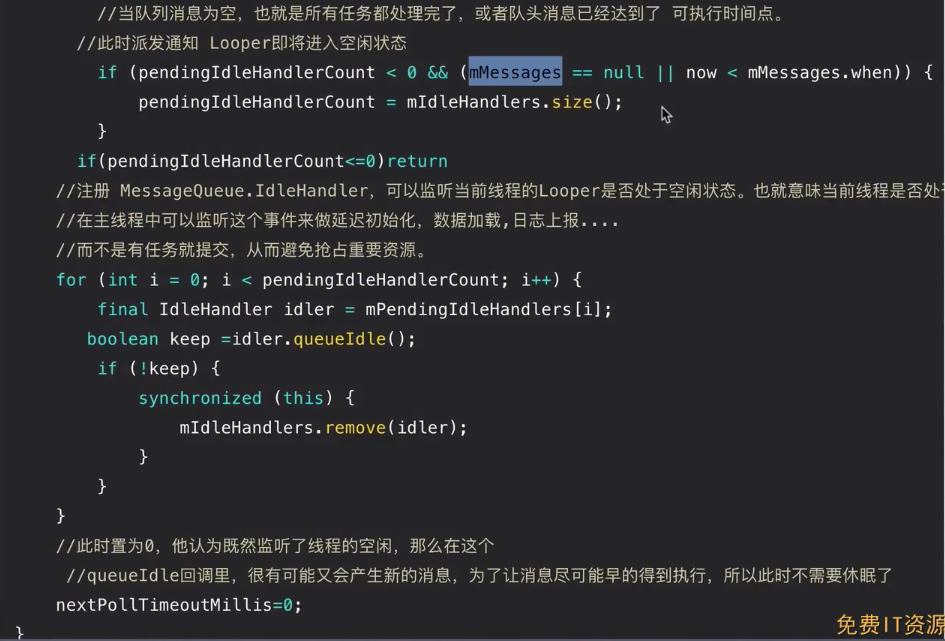 //当队列消息为空，也就是所有任务都处理完了，或者队头消息已经达到了 可执行时间点。
//此时派发通知 Looper即将进入空闲状态
if (pendingIdleHandlerCount < 0 && (mMessages == null || now < mMessages.when)) {
pendingIdleHandlerCount = mIdleHandlers.size();
}
if(pendingIdleHandlerCount<=0)return
//注册 MessageQueue.IdleHandler，可以监听当前线程的Looper是否处于空闲状态。也就意味当前线程是否处于
//在主线程中可以监听这个事件来做延迟初始化，数据加载,日志上报....
//而不是有任务就提交，从而避免抢占重要资源。
for (int i = 0; i < pendingIdleHandlerCount; i++) {
final IdleHandler idler = mPendingIdleHandlers[i];
boolean keep =idler.queueIdle();
if (!keep) {
synchronized (this) {
mIdleHandlers.remove(idler);
}
}
}
//此时置为0，他认为既然监听了线程的空闲，那么在这个
//queueIdle回调里，很有可能又会产生新的消息，为了让消息尽可能早的得到执行，所以此时不需要休眠了
nextPollTimeoutMillis=0;
}
免费IT资源